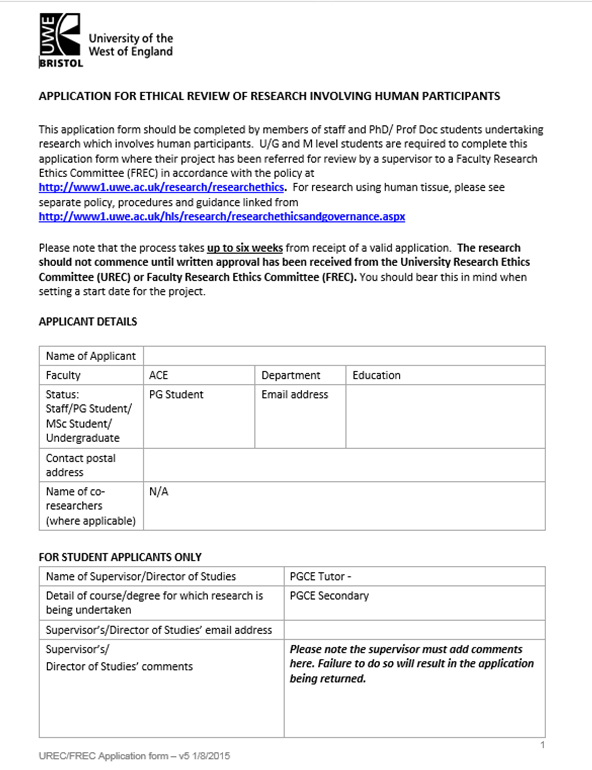 UWE
BRISTOL
University of the
West of England
APPLICATION FOR ETHICAL REVIEW OF RESEARCH INVOLVING HUMAN PARTICIPANTS
This application form should be completed by members of staff and PhD/ Prof Doc students undertaking
research which involves human participants.  U/G and M level students are required to complete this
application form where their project has been referred for review by a supervisor to a Faculty Research
Ethics Committee (FREC) in accordance with the policy at
http://www1.uwe.ac.uk/research/researchethics.  For research using human tissue, please see
separate policy, procedures and guidance linked from
http://www1.uwe.ac.uk/hls/research/researchethicsandgovernance.aspx
Please note that the process takes up to six weeks from receipt of a valid application.  The research
should not commence until written approval has been received from the University Research Ethics
Committee (UREC) or Faculty Research Ethics Committee (FREC). You should bear this in mind when
setting a start date for the project.
APPLICANT DETAILS
Name of Applicant
Faculty ACE Department Education
Status: PG Student Email address
Staff/PG Student/
MSc Student/
Undergraduate
Contact postal
address
Name of co- N/A
researchers
(where applicable)
FOR STUDENT APPLICANTS ONLY
Name of Supervisor/Director of Studies PGCE Tutor -
Detail of course/degree for which research is PGCE Secondary
being undertaken
Supervisor's/Director of Studies' email address
Supervisor's/ Please note the supervisor must add comments
Director of Studies' comments here. Failure to do so will result in the application
being returned.
1
UREC/FREC Application form – v5 1/8/2015